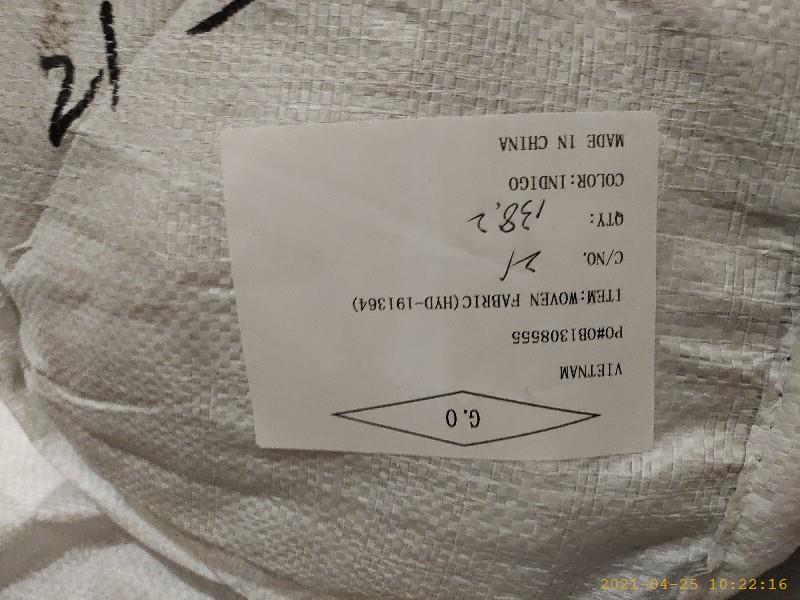 G.O
VIETNAM
PO#OB1308555
ITEM:WOVEN FABRIC(HYD-191364)
C/NO. 21
QTY: 138,2
COLOR:INDIGO
MADE IN CHINA
21
2021-04-25 10:22:16